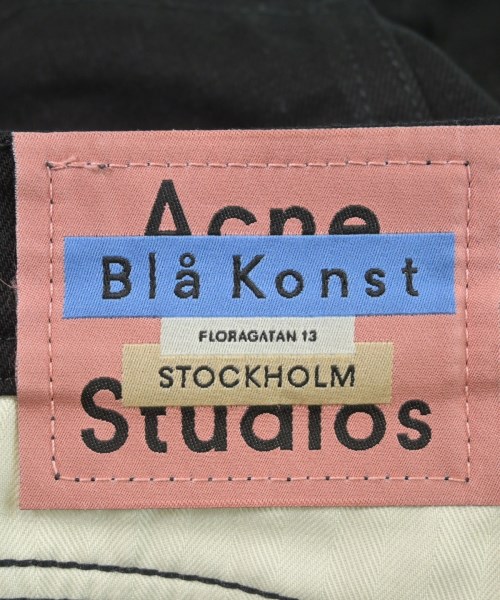 Acne
Blå Konst
FLORAGATAN 13
STOCKHOLM
Studios